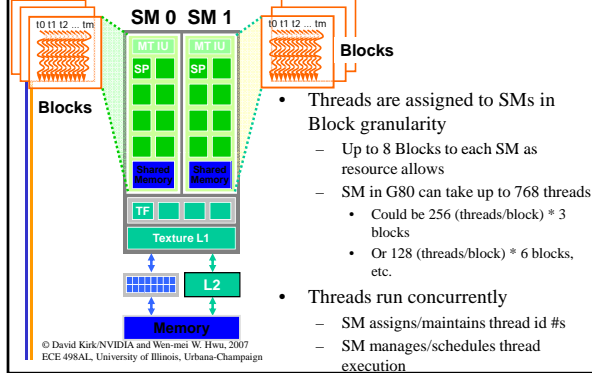 SM 0 SM 1
t0 t1 t2 ... tm
MT IU
MT IU
t0 t1 t2 ... tm
SP
SP
Blocks
Blocks
Shared
Memory
Shared
Memory
TF
Texture L1
L2
Memory
• Threads are assigned to SMs in
Block granularity
– Up to 8 Blocks to each SM as
resource allows
– SM in G80 can take up to 768 threads
• Could be 256 (threads/block) * 3
blocks
• Or 128 (threads/block) * 6 blocks,
etc.
• Threads run concurrently
– SM assigns/maintains thread id #s
– SM manages/schedules thread
execution
© David Kirk/NVIDIA and Wen-mei W. Hwu, 2007
ECE 498AL, University of Illinois, Urbana-Champaign